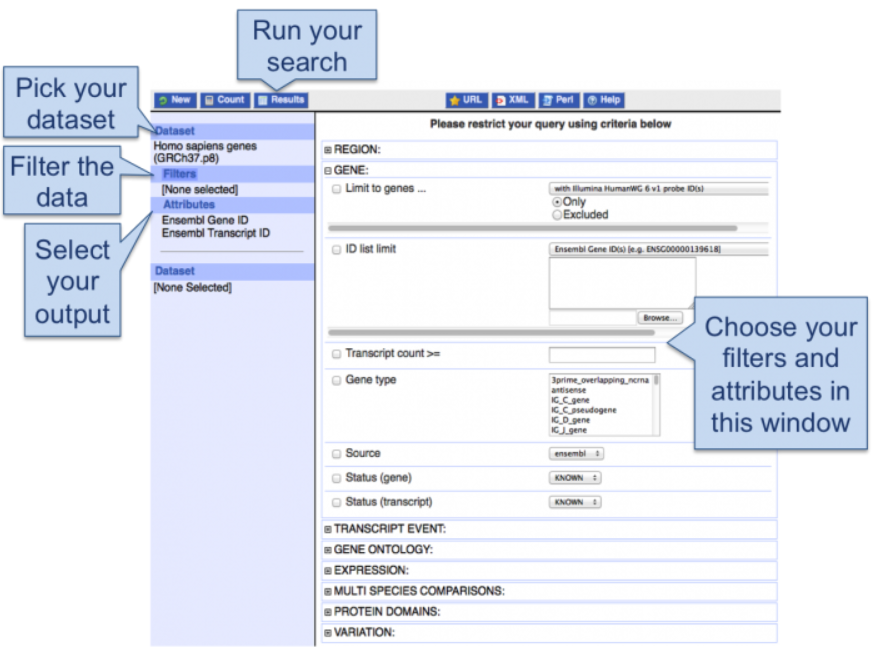 Run your
search
Pick your
dataset
Filter the
data
Select
your
output
New Count Results
URL XML Perl Help
Dataset
Homo sapiens genes
(GRCh37.p8)
Filters
[None selected]
Attributes
Ensembl Gene ID
Ensembl Transcript ID
Dataset
[None Selected]
Please restrict your query using criteria below
REGION:
GENE:
Limit to genes ...
with Illumina HumanWG 6 v1 probe ID(s)
Only
Excluded
ID list limit
Ensembl Gene ID(s) [e.g. ENSG00000139618]
Browse...
Transcript count >=
Gene type
3prime_overlapping_ncrna
antisense
IG_C_gene
IG_C_pseudogene
IG_D_gene
IG_J_gene
Source
ensembl
Status (gene)
KNOWN
Status (transcript)
KNOWN
TRANSCRIPT EVENT:
GENE ONTOLOGY:
EXPRESSION:
MULTI SPECIES COMPARISONS:
PROTEIN DOMAINS:
VARIATION:
Choose your
filters and
attributes in
this window